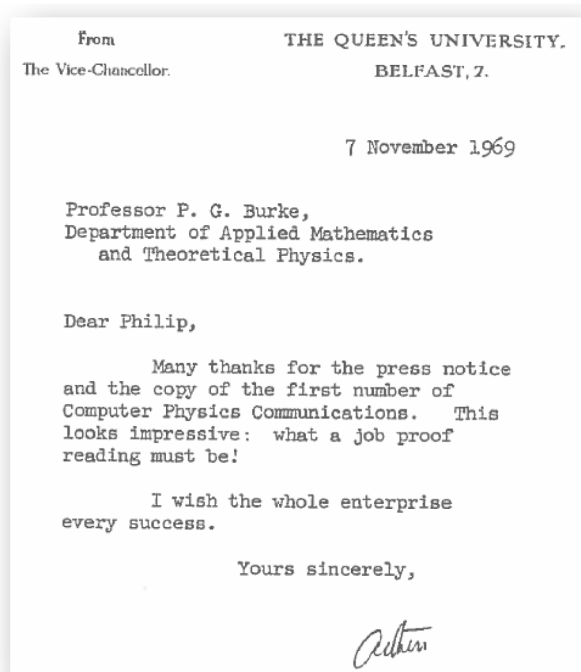 From
THE QUEEN'S UNIVERSITY.
The Vice-Chancellor.
BELFAST, 7.
7 November 1969
Professor P. G. Burke,
Department of Applied Mathematics
and Theoretical Physics.
Dear Philip,
Many thanks for the press notice
and the copy of the first number of
Computer Physics Communications. This
looks impressive: what a job proof
reading must be!
I wish the whole enterprise
every success.
Yours sincerely,